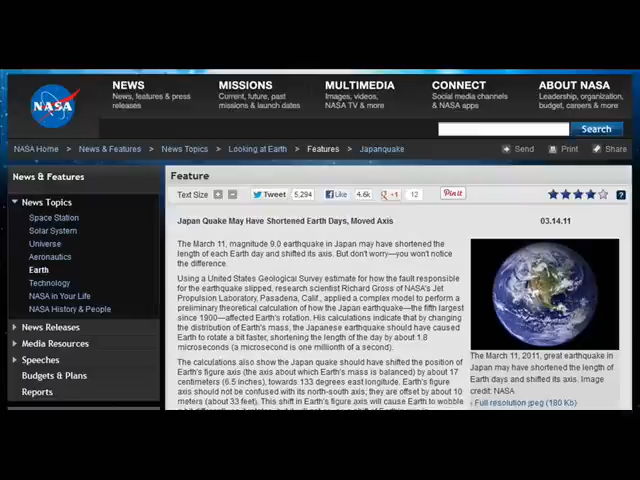 NASA
NEWS
News, features & press
releases
MISSIONS
Current, future, past
missions & launch dates
MULTIMEDIA
Images, videos,
NASA TV & more
CONNECT
Social media channels
& NASA apps
ABOUT NASA
Leadership, organization,
budget, careers & more
Search
NASA Home > News & Features > News Topics > Looking at Earth > Features > Japanquake
Send Print Share
News & Features
News Topics
Space Station
Solar System
Universe
Aeronautics
Earth
Technology
NASA in Your Life
NASA History & People
News Releases
Media Resources
Speeches
Budgets & Plans
Reports
Feature
Text Size Tweet 5,294 Like 4.6k +1 12 Pin it
Japan Quake May Have Shortened Earth Days, Moved Axis
03.14.11
The March 11, magnitude 9.0 earthquake in Japan may have shortened the
length of each Earth day and shifted its axis. But don't worry—you won't notice
the difference.
Using a United States Geological Survey estimate for how the fault responsible
for the earthquake slipped, research scientist Richard Gross of NASA's Jet
Propulsion Laboratory, Pasadena, Calif., applied a complex model to perform a
preliminary theoretical calculation of how the Japan earthquake—the fifth largest
since 1900—affected Earth's rotation. His calculations indicate that by changing
the distribution of Earth's mass, the Japanese earthquake should have caused
Earth to rotate a bit faster, shortening the length of the day by about 1.8
microseconds (a microsecond is one millionth of a second).
The calculations also show the Japan quake should have shifted the position of
Earth's figure axis (the axis about which Earth's mass is balanced) by about 17
centimeters (6.5 inches), towards 133 degrees east longitude. Earth's figure
axis should not be confused with its north-south axis; they are offset by about 10
meters (about 33 feet). This shift in Earth's figure axis will cause Earth to wobble
The March 11, 2011, great earthquake in
Japan may have shortened the length of
Earth days and shifted its axis. Image
credit: NASA
› Full resolution jpeg (180 Kb)